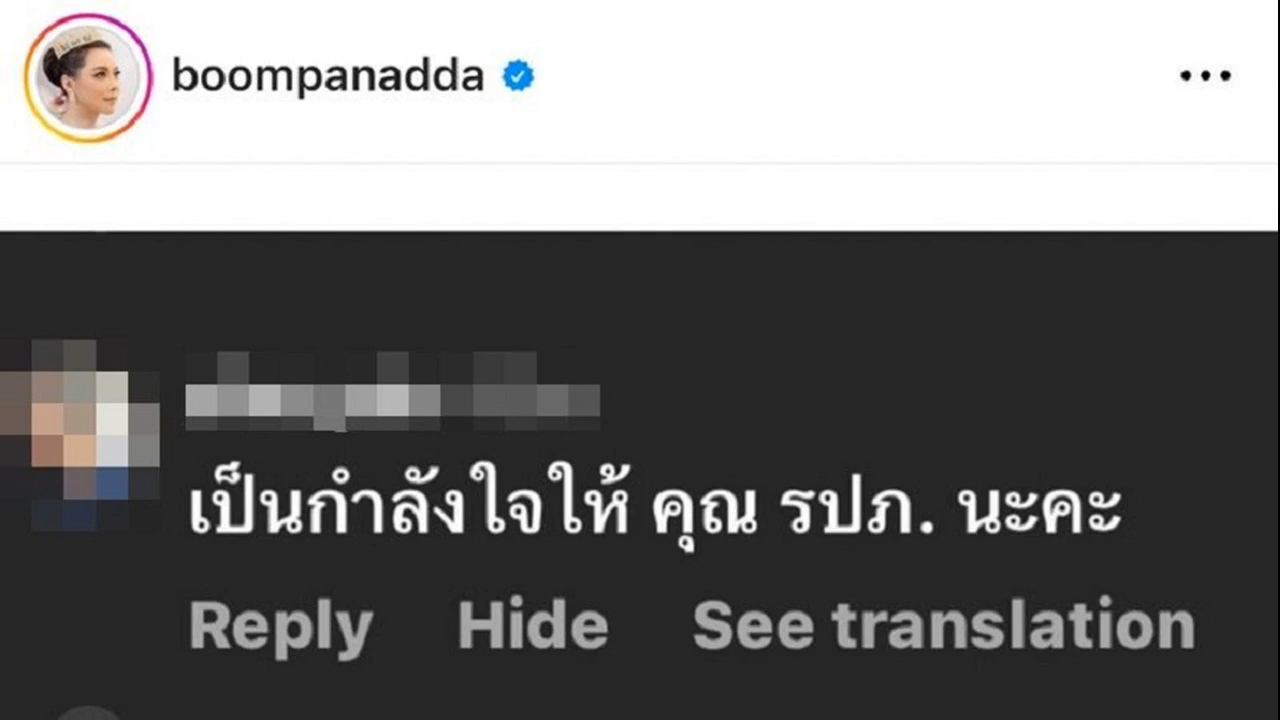 boompanadda
เป็นกำลังใจให้ คุณ รปภ. นะคะ
Reply Hide See translation